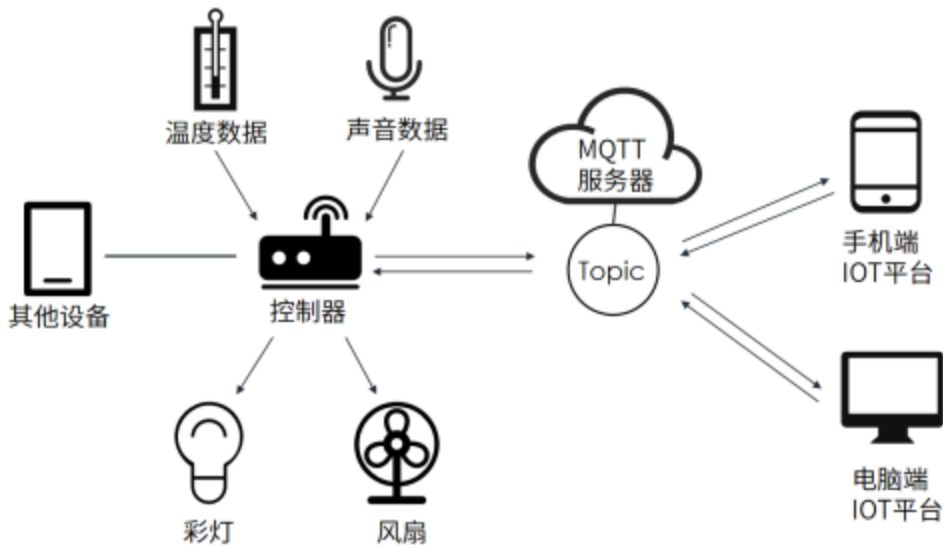 温度数据
声音数据
MQTT
服务器
手机端
IOT平台
Topic
其他设备
控制器
电脑端
IOT平台
彩灯
风扇